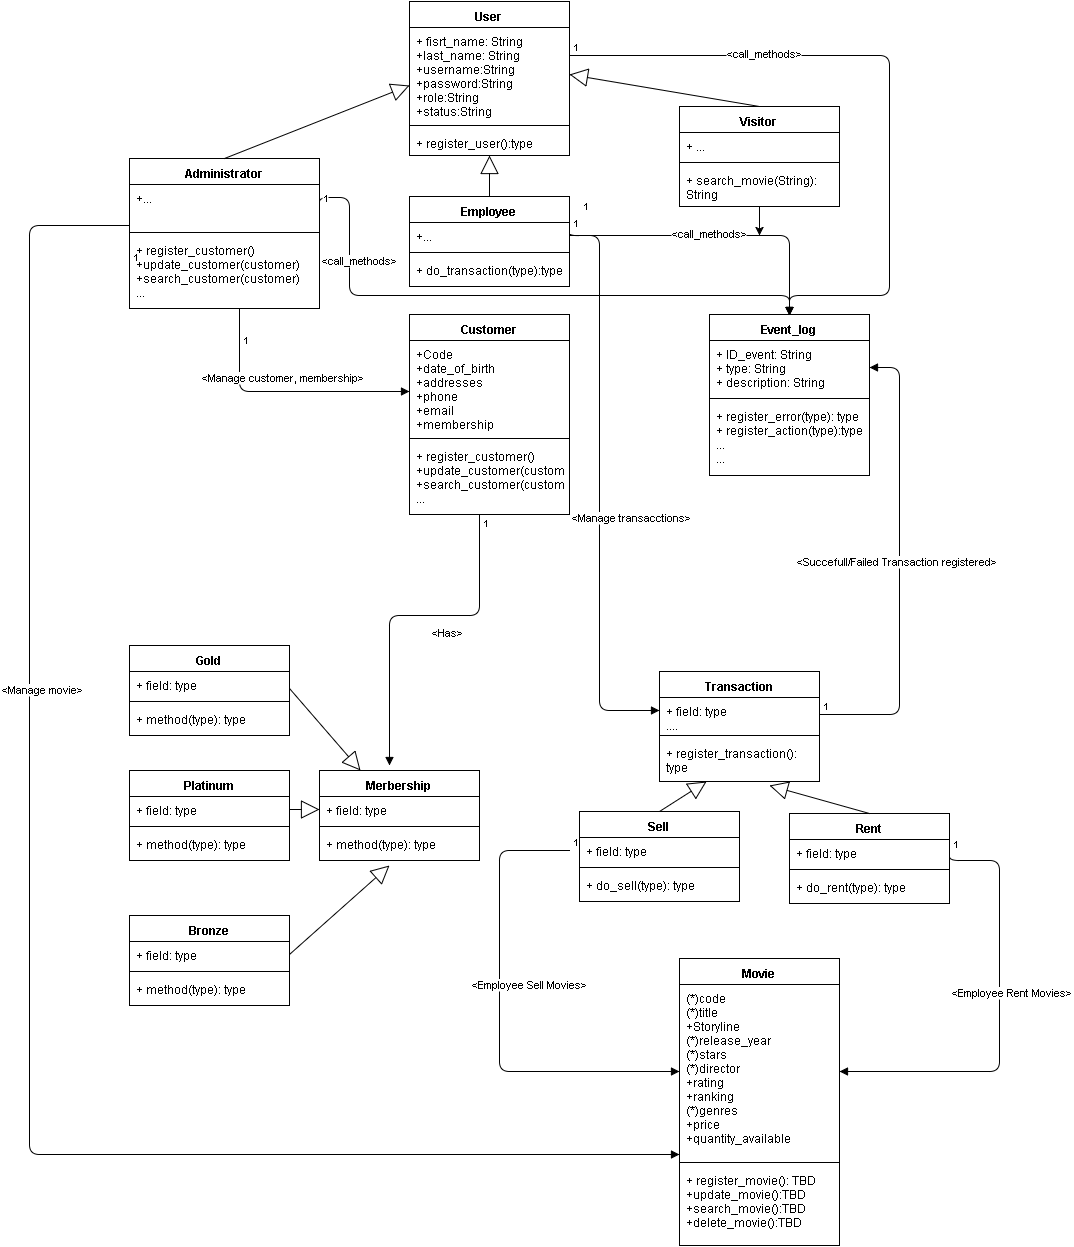 User
+ fisrt_name: String
+last_name: String
+username:String
+password:String
+role:String
+status:String
+ register_user():type
1
<call_methods>
Visitor
+ ...
+ search_movie(String):
String
Administrator
+...
+ register_customer()
+update_customer(customer)
+search_customer(customer)
...
1
1
<call_methods>
Employee
+...
+ do_transaction(type):type
1
1
<call_methods>
1
<Manage customer, membership>
Customer
+Code
+date_of_birth
+addresses
+phone
+email
+membership
+ register_customer()
+update_customer(custom
+search_customer(custom
...
Event_log
+ ID_event: String
+ type: String
+ description: String
+ register_error(type): type
+ register_action(type):type
...
...
1
<Manage transacctions>
<Succefull/Failed Transaction registered>
<Has>
<Manage movie>
Gold
+ field: type
+ method(type): type
Transaction
+ field: type
....
+ register_transaction():
type
1
Platinum
+ field: type
+ method(type): type
Merbership
+ field: type
+ method(type): type
Sell
+ field: type
+ do_sell(type): type
1
Rent
+ field: type
+ do_rent(type): type
1
Bronze
+ field: type
+ method(type): type
<Employee Sell Movies>
<Employee Rent Movies>
Movie
(*)code
(*)title
+Storyline
(*)release_year
(*)stars
(*)director
+rating
+ranking
(*)genres
+price
+quantity_available
+ register_movie(): TBD
+update_movie():TBD
+search_movie():TBD
+delete_movie():TBD